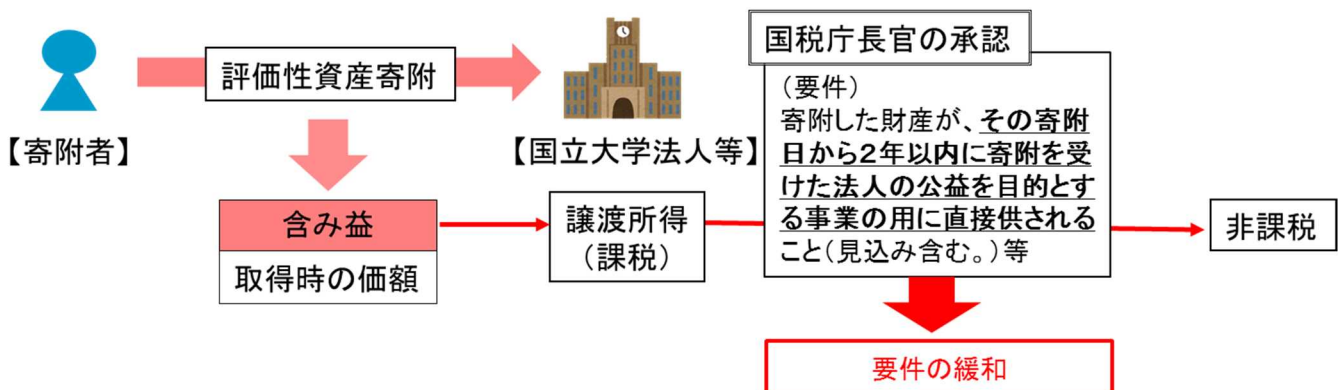 評価性資産寄附
【寄附者】
【国立大学法人等】
含み益
取得時の価額
譲渡所得
（課税）
国税庁長官の承認
（要件）
寄附した財産が、その寄附
日から２年以内に寄附を受
けた法人の公益を目的とす
る事業の用に直接供される
こと（見込み含む。）等
非課税
要件の緩和